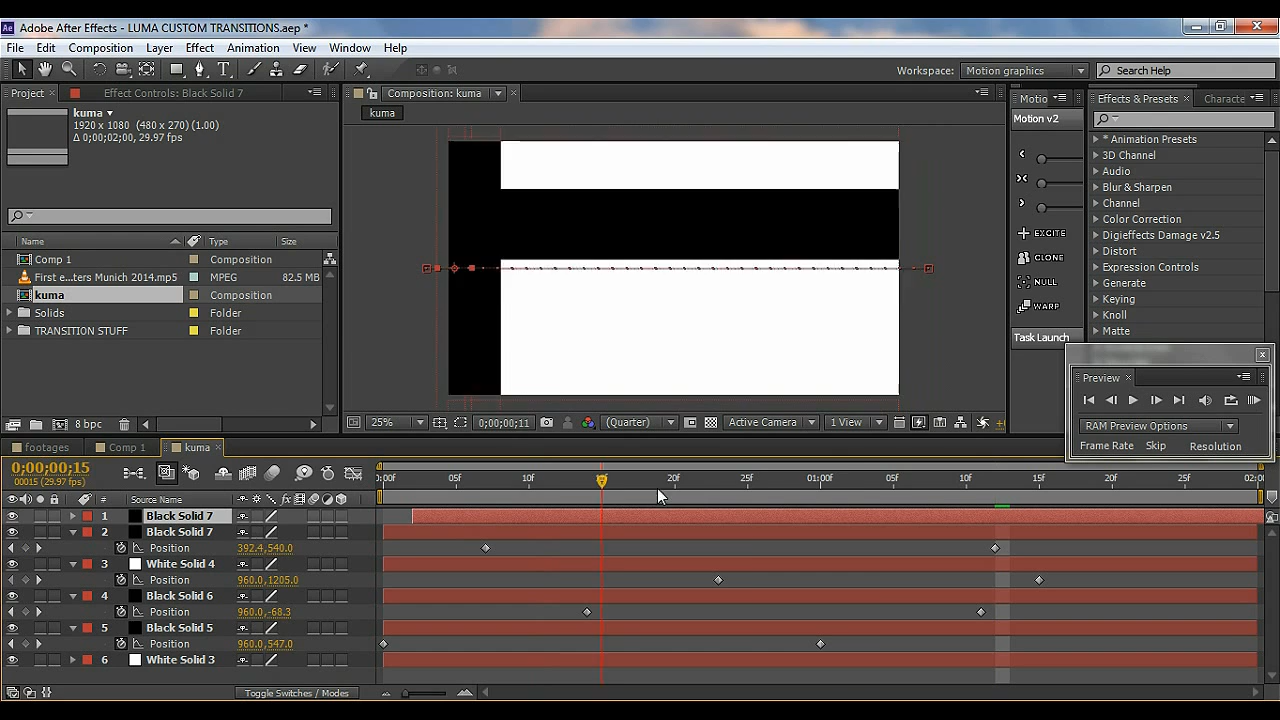 Adobe After Effects - LUMA CUSTOM TRANSITIONS.aep *
File Edit Composition Layer Effect Animation View Window Help
Workspace: Motion graphics Search Help
Project Effect Controls: Black Solid 7 Composition: kuma Motio Effects & Presets Characte
kuma
1920 x 1080 (480 x 270) (1.00)
Δ 0;00;02;00, 29.97 fps
kuma
Motion v2
EXCITE
CLONE
NULL
WARP
Task Launch
* Animation Presets
3D Channel
Audio
Blur & Sharpen
Channel
Color Correction
Digieffects Damage v2.5
Distort
Expression Controls
Generate
Keying
Knoll
Matte
Name Type Size
Comp 1 Composition
First e...ters Munich 2014.mp5 MPEG 82.5 MB
kuma Composition
Solids Folder
TRANSITION STUFF Folder
Preview
RAM Preview Options
Frame Rate Skip Resolution
8 bpc
25% 0;00;00;11 (Quarter) Active Camera 1 View
footages Comp 1 kuma
0;00;00;15
00015 (29.97 fps)
0:00f 05f 10f 15f 20f 25f 01:00f 05f 10f 15f 20f 25f 02:0
# Source Name
1 Black Solid 7
2 Black Solid 7
Position 392.4,540.0
3 White Solid 4
Position 960.0,1205.0
4 Black Solid 6
Position 960.0,-68.3
5 Black Solid 5
Position 960.0,547.0
6 White Solid 3
Toggle Switches / Modes